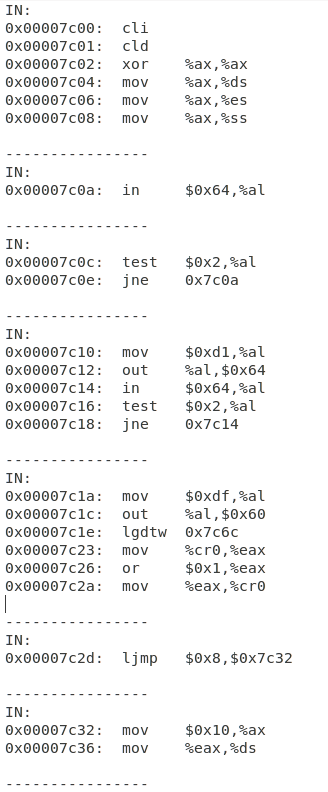 IN:
0x00007c00:  cli
0x00007c01:  cld
0x00007c02:  xor    %ax,%ax
0x00007c04:  mov    %ax,%ds
0x00007c06:  mov    %ax,%es
0x00007c08:  mov    %ax,%ss
----------------
IN:
0x00007c0a:  in     $0x64,%al
----------------
IN:
0x00007c0c:  test   $0x2,%al
0x00007c0e:  jne    0x7c0a
----------------
IN:
0x00007c10:  mov    $0xd1,%al
0x00007c12:  out    %al,$0x64
0x00007c14:  in     $0x64,%al
0x00007c16:  test   $0x2,%al
0x00007c18:  jne    0x7c14
----------------
IN:
0x00007c1a:  mov    $0xdf,%al
0x00007c1c:  out    %al,$0x60
0x00007c1e:  lgdtw  0x7c6c
0x00007c23:  mov    %cr0,%eax
0x00007c26:  or     $0x1,%eax
0x00007c2a:  mov    %eax,%cr0
----------------
IN:
0x00007c2d:  ljmp   $0x8,$0x7c32
----------------
IN:
0x00007c32:  mov    $0x10,%ax
0x00007c36:  mov    %eax,%ds
----------------